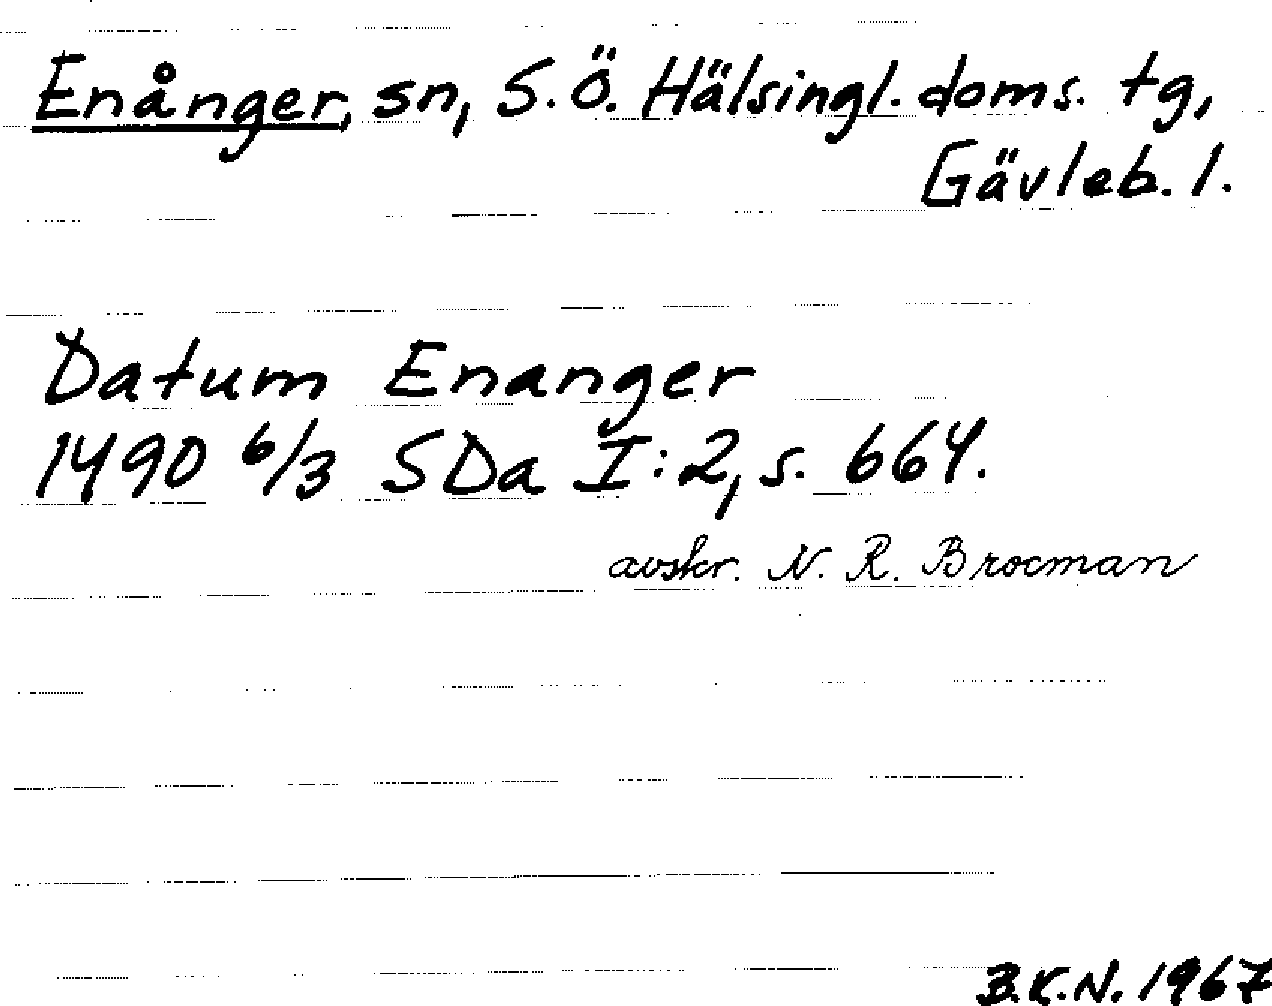 Enånger, sn, S.Ö. Hälsingl. doms. tg,
Gävleb. l.
Datum Enanger
1490 6/3 SDa I:2, s. 664.
avskr. N. R. Brocman
B.K.N. 1967